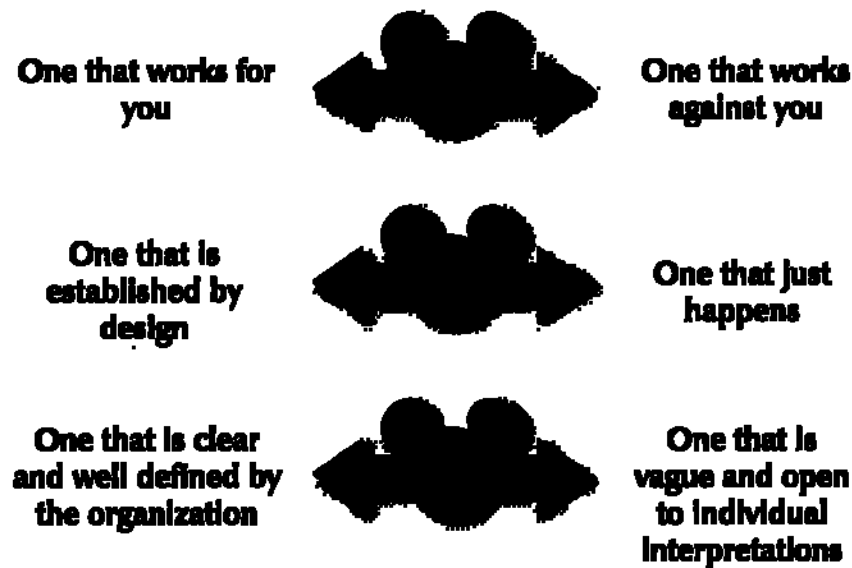 One that works for
you
One that works
against you
One that is
established by
design
One that just
happens
One that is clear
and well defined by
the organization
One that is
vague and open
to individual
interpretations